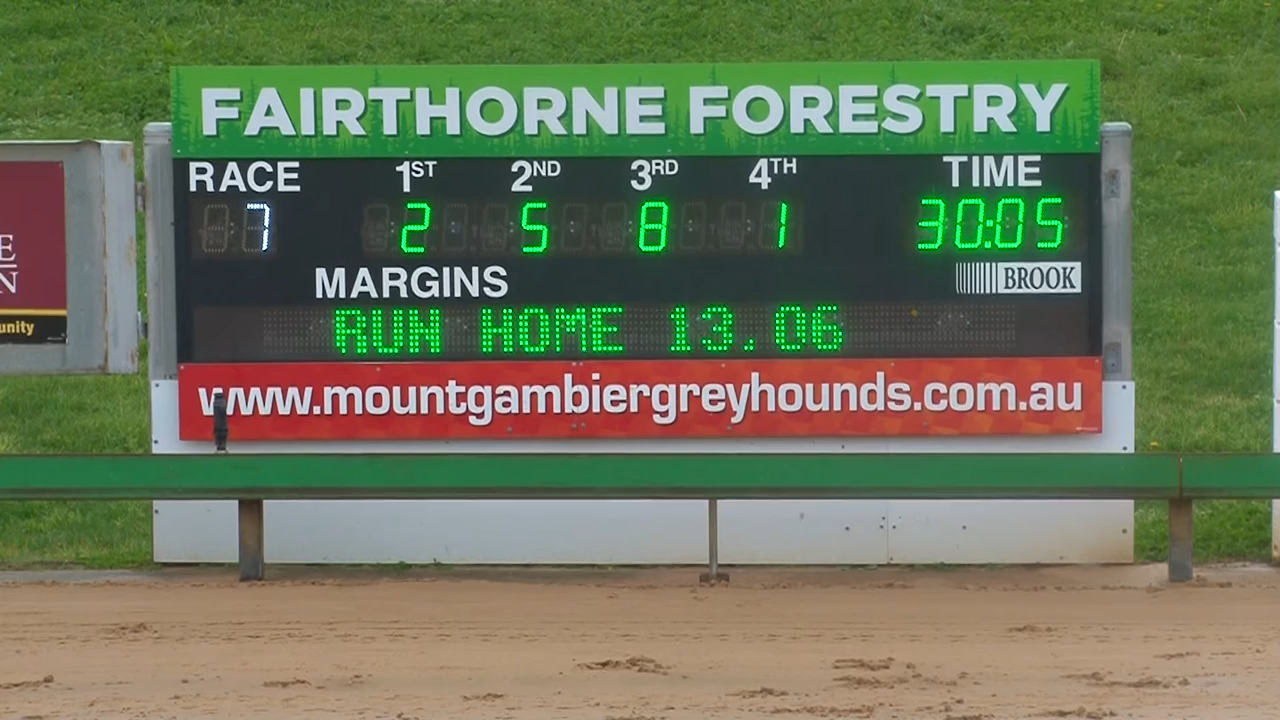 FAIRTHORNE FORESTRY
RACE 1ST 2ND 3RD 4TH TIME
7 2 5 8 1 30:05
MARGINS
BROOK
RUN HOME 13.06
www.mountgambiergreyhounds.com.au
E
N
unity